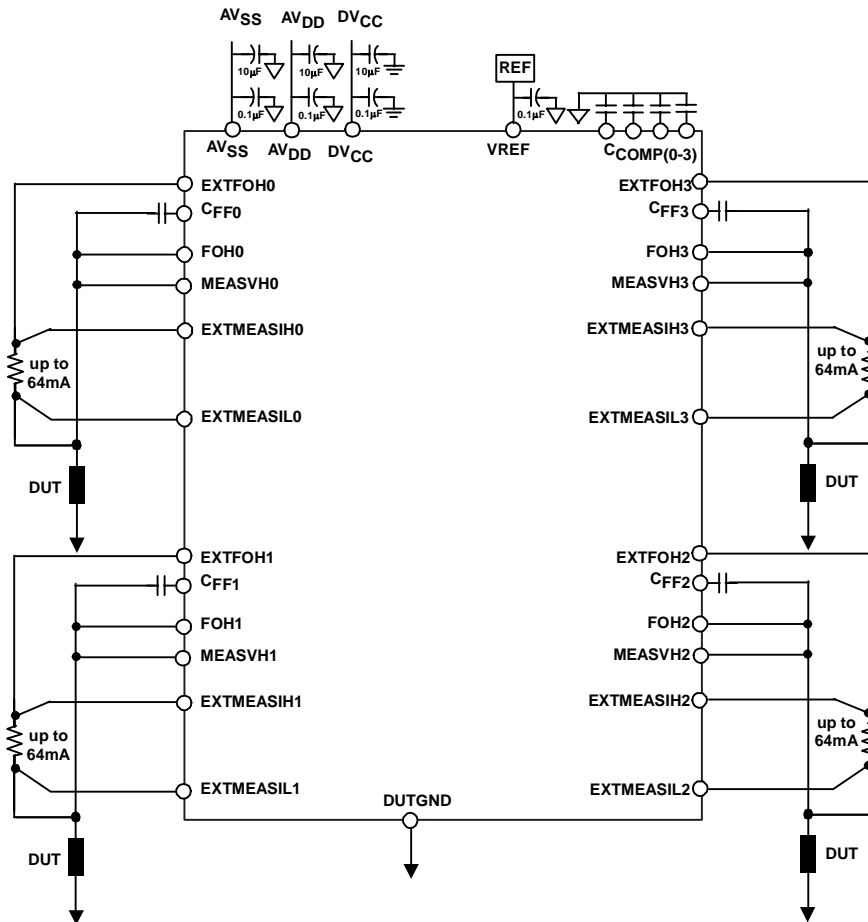 AVSS AVDD DVCC
10µF 10µF 10µF
REF
0.1µF 0.1µF 0.1µF 0.1µF
AVSS AVDD DVCC VREF CCOMP(0-3)
EXTFOH0 EXTFOH3
CFF0 CFF3
FOH0 FOH3
MEASVH0 MEASVH3
EXTMEASIH0 EXTMEASIH3
up to
64mA
up to
64mA
EXTMEASIL0 EXTMEASIL3
DUT DUT
EXTFOH1 EXTFOH2
CFF1 CFF2
FOH1 FOH2
MEASVH1 MEASVH2
EXTMEASIH1 EXTMEASIH2
up to
64mA
up to
64mA
EXTMEASIL1 EXTMEASIL2
DUTGND
DUT DUT